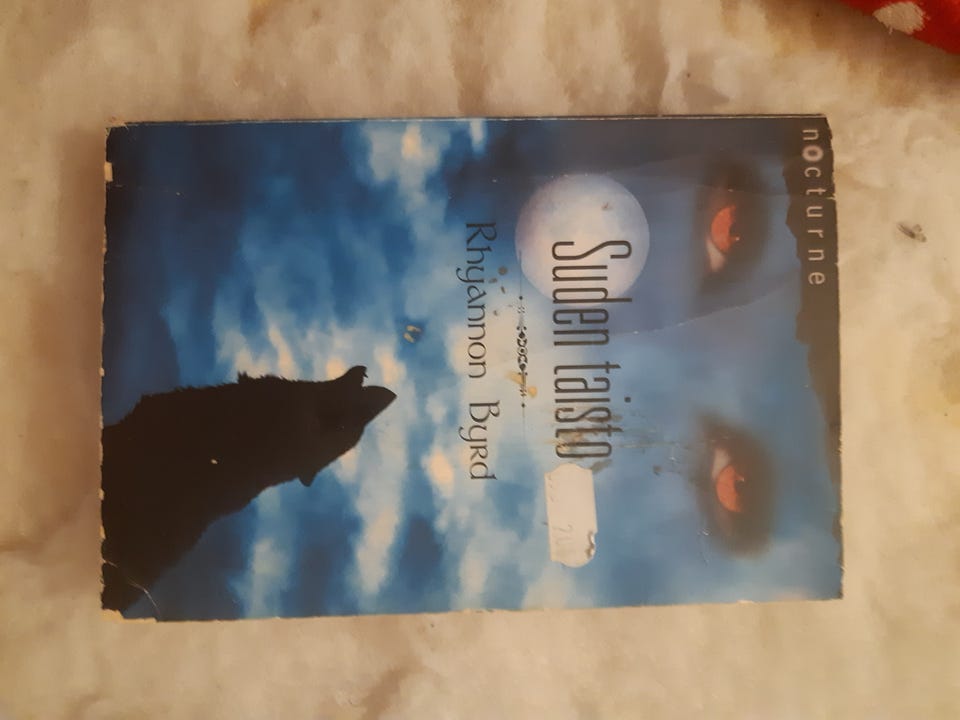 nocturne
Suden taisto
Rhyannon Byrd